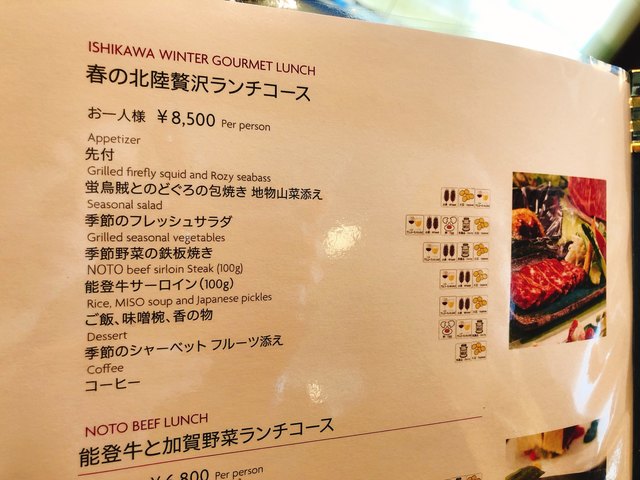 ISHIKAWA WINTER GOURMET LUNCH
春の北陸贅沢ランチコース
お一人様 ￥8,500 Per person
Appetizer
先付
Grilled firefly squid and Rozy seabass
蛍烏賊とのどぐろの包焼き 地物山菜添え
Seasonal salad
季節のフレッシュサラダ
Grilled seasonal vegetables
季節野菜の鉄板焼き
NOTO beef sirloin Steak (100g)
能登牛サーロイン（100g）
Rice, MISO soup and Japanese pickles
ご飯、味噌椀、香の物
Dessert
季節のシャーベット フルーツ添え
Coffee
コーヒー
NOTO BEEF LUNCH
能登牛と加賀野菜ランチコース
￥6,800 Per person